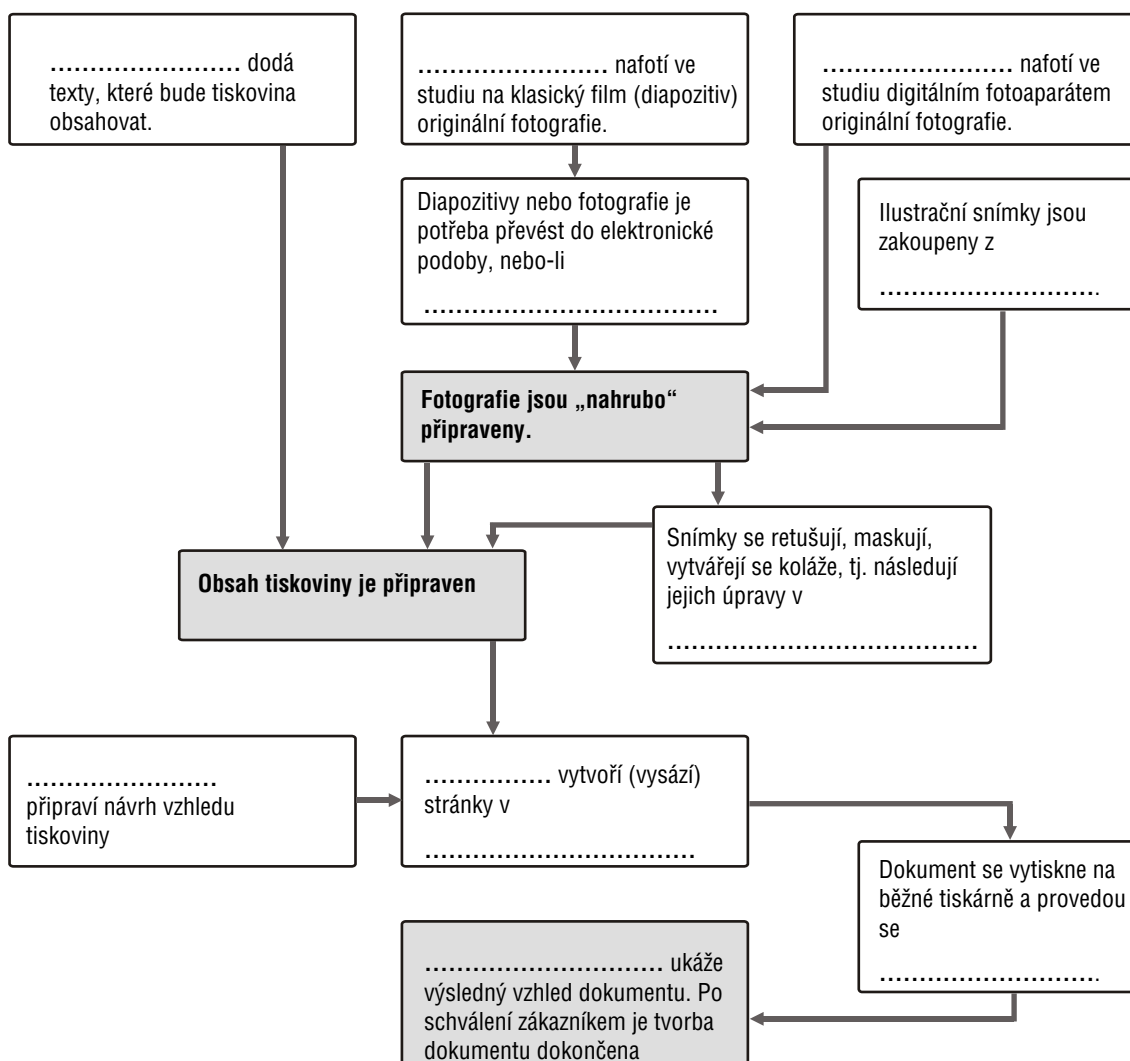 ........................ dodá
texty, které bude tiskovina
obsahovat.
........................ nafotí ve
studiu na klasický film (diapozitiv)
originální fotografie.
........................ nafotí ve
studiu digitálním fotoaparátem
originální fotografie.
Diapozitivy nebo fotografie je
potřeba převést do elektronické
podoby, nebo-li
.....................................
Ilustrační snímky jsou
zakoupeny z
............................
Fotografie jsou „nahrubo“
připraveny.
Snímky se retušují, maskují,
vytvářejí se koláže, tj. následují
jejich úpravy v
.......................................
Obsah tiskoviny je připraven
........................
připraví návrh vzhledu
tiskoviny
................ vytvoří (vysází)
stránky v
..................................
Dokument se vytiskne na
běžné tiskárně a provedou
se
............................
.............................. ukáže
výsledný vzhled dokumentu. Po
schválení zákazníkem je tvorba
dokumentu dokončena